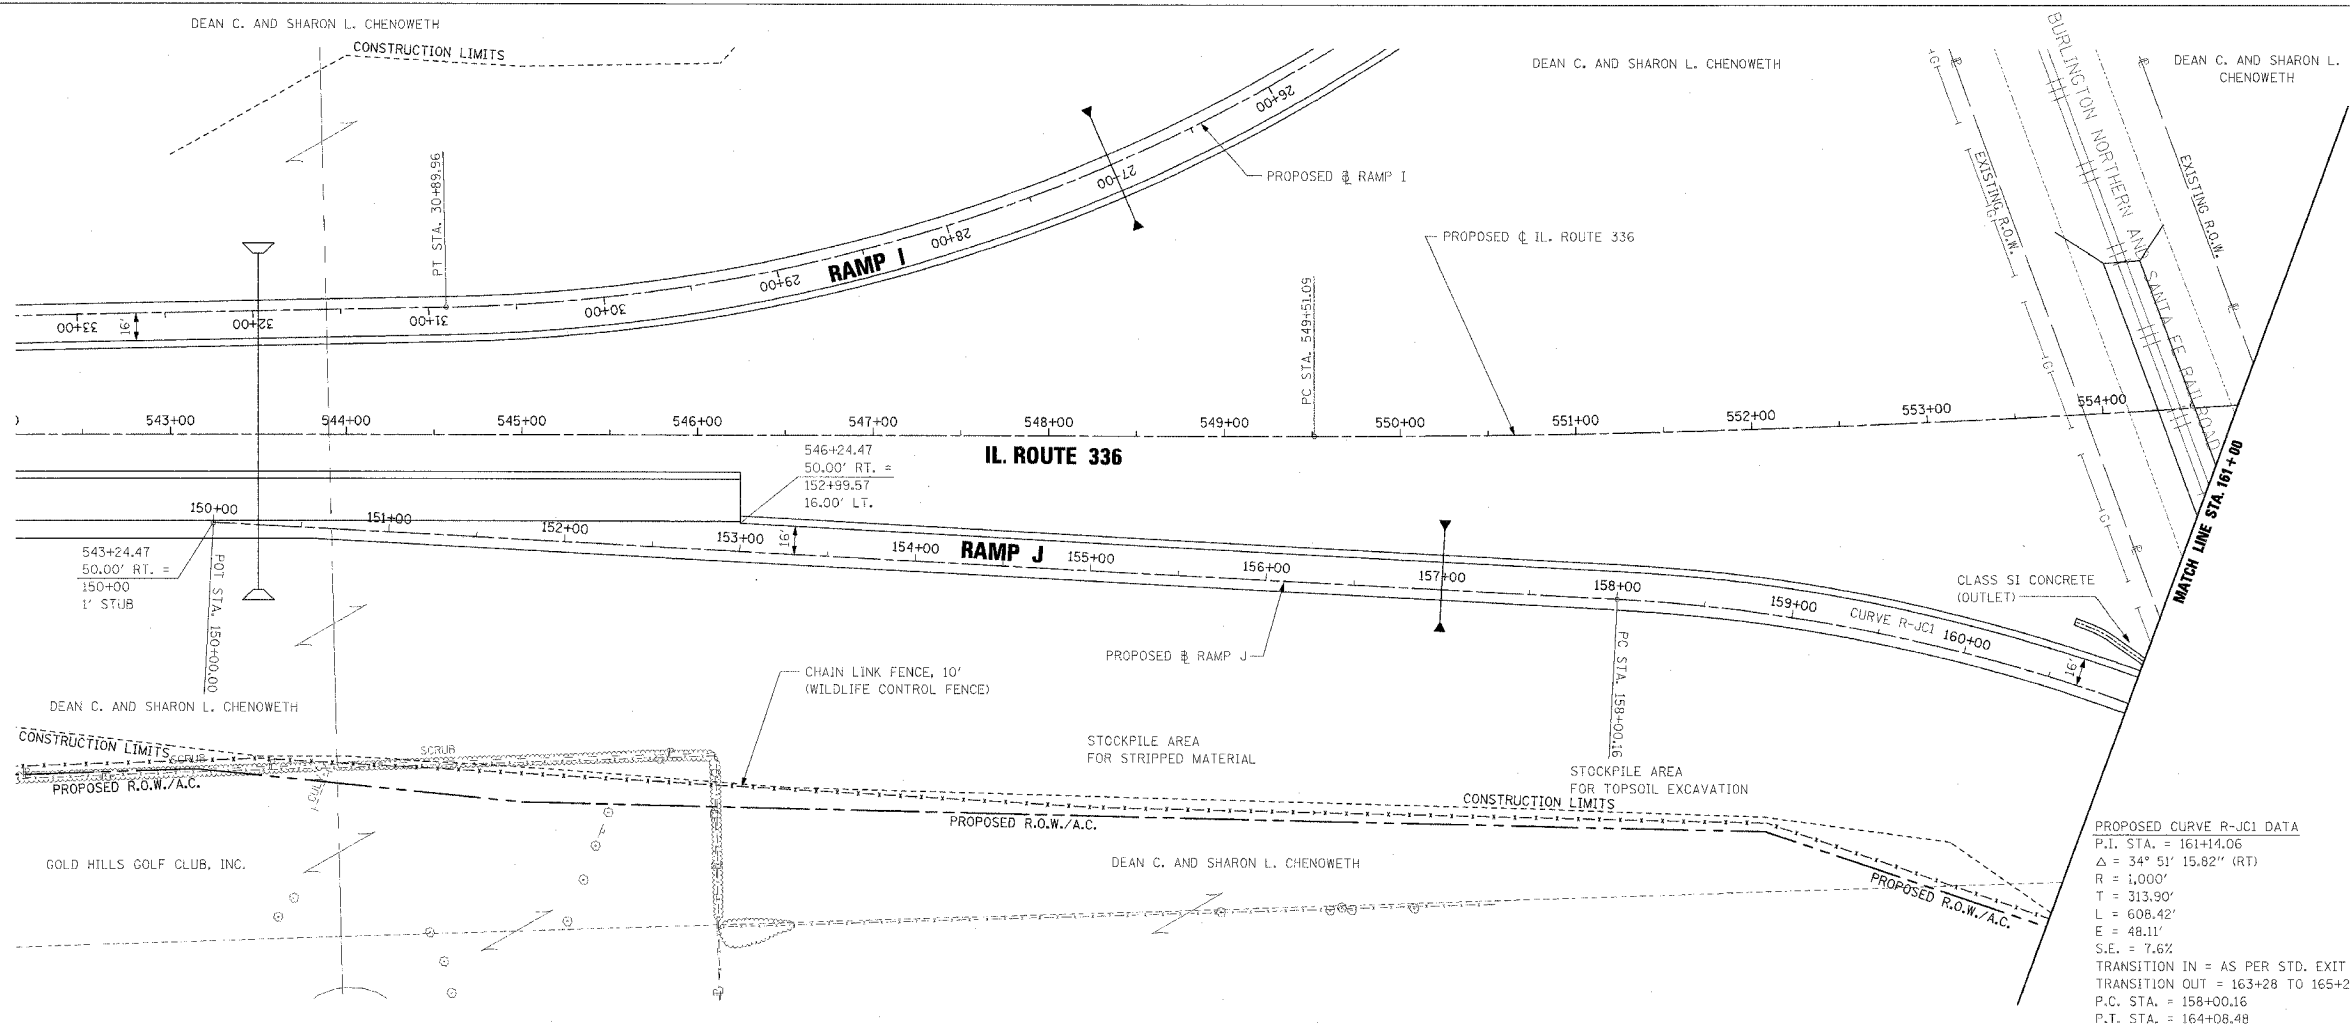 DEAN C. AND SHARON L. CHENOWETH
CONSTRUCTION LIMITS
DEAN C. AND SHARON L. CHENOWETH
DEAN C. AND SHARON L.
CHENOWETH
BURLINGTON NORTHERN AND SANTA FE RAILROAD
EXISTING R.O.W.
EXISTING R.O.W.
PT STA. 30+89.96
PROPOSED ℄ RAMP I
PROPOSED ℄ IL. ROUTE 336
RAMP I
26+00
27+00
28+00
29+00
30+00
31+00
32+00
33+00
16'
PC STA. 549+51.09
543+00
544+00
545+00
546+00
547+00
548+00
549+00
550+00
551+00
552+00
553+00
554+00
IL. ROUTE 336
MATCH LINE STA. 161+00
546+24.47
50.00' RT. =
152+99.57
16.00' LT.
150+00
151+00
152+00
153+00
154+00
155+00
156+00
157+00
158+00
159+00
160+00
16'
RAMP J
CURVE R-JC1
16'
543+24.47
50.00' RT. =
150+00
1' STUB
POT STA. 150+00.00
PROPOSED ℄ RAMP J
PC STA. 158+00.16
CLASS SI CONCRETE
(OUTLET)
CHAIN LINK FENCE, 10'
(WILDLIFE CONTROL FENCE)
DEAN C. AND SHARON L. CHENOWETH
CONSTRUCTION LIMITS
SCRUB
SCRUB
PROPOSED R.O.W./A.C.
STOCKPILE AREA
FOR STRIPPED MATERIAL
STOCKPILE AREA
FOR TOPSOIL EXCAVATION
CONSTRUCTION LIMITS
PROPOSED R.O.W./A.C.
PROPOSED R.O.W./A.C.
GOLD HILLS GOLF CLUB, INC.
DEAN C. AND SHARON L. CHENOWETH
PROPOSED CURVE R-JC1 DATA
P.I. STA. = 161+14.06
Δ = 34° 51' 15.82" (RT)
R = 1,000'
T = 313.90'
L = 608.42'
E = 48.11'
S.E. = 7.6%
TRANSITION IN = AS PER STD. EXIT
TRANSITION OUT = 163+28 TO 165+2
P.C. STA. = 158+00.16
P.T. STA. = 164+08.48